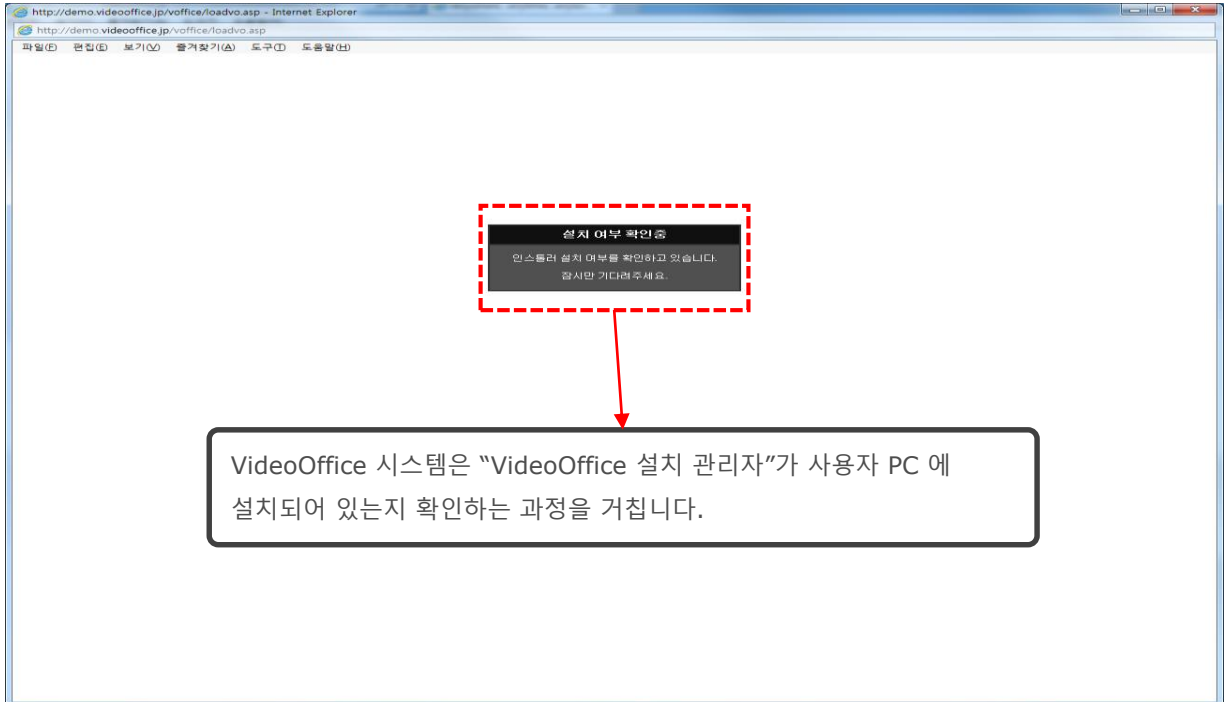 http://demo.videooffice.jp/voffice/loadvo.asp - Internet Explorer
http://demo.videooffice.jp/voffice/loadvo.asp
파일(F) 편집(E) 보기(V) 즐겨찾기(A) 도구(T) 도움말(H)
설치 여부 확인중
인스톨러 설치 여부를 확인하고 있습니다.
잠시만 기다려주세요.
VideoOffice 시스템은 “VideoOffice 설치 관리자”가 사용자 PC 에
설치되어 있는지 확인하는 과정을 거칩니다.